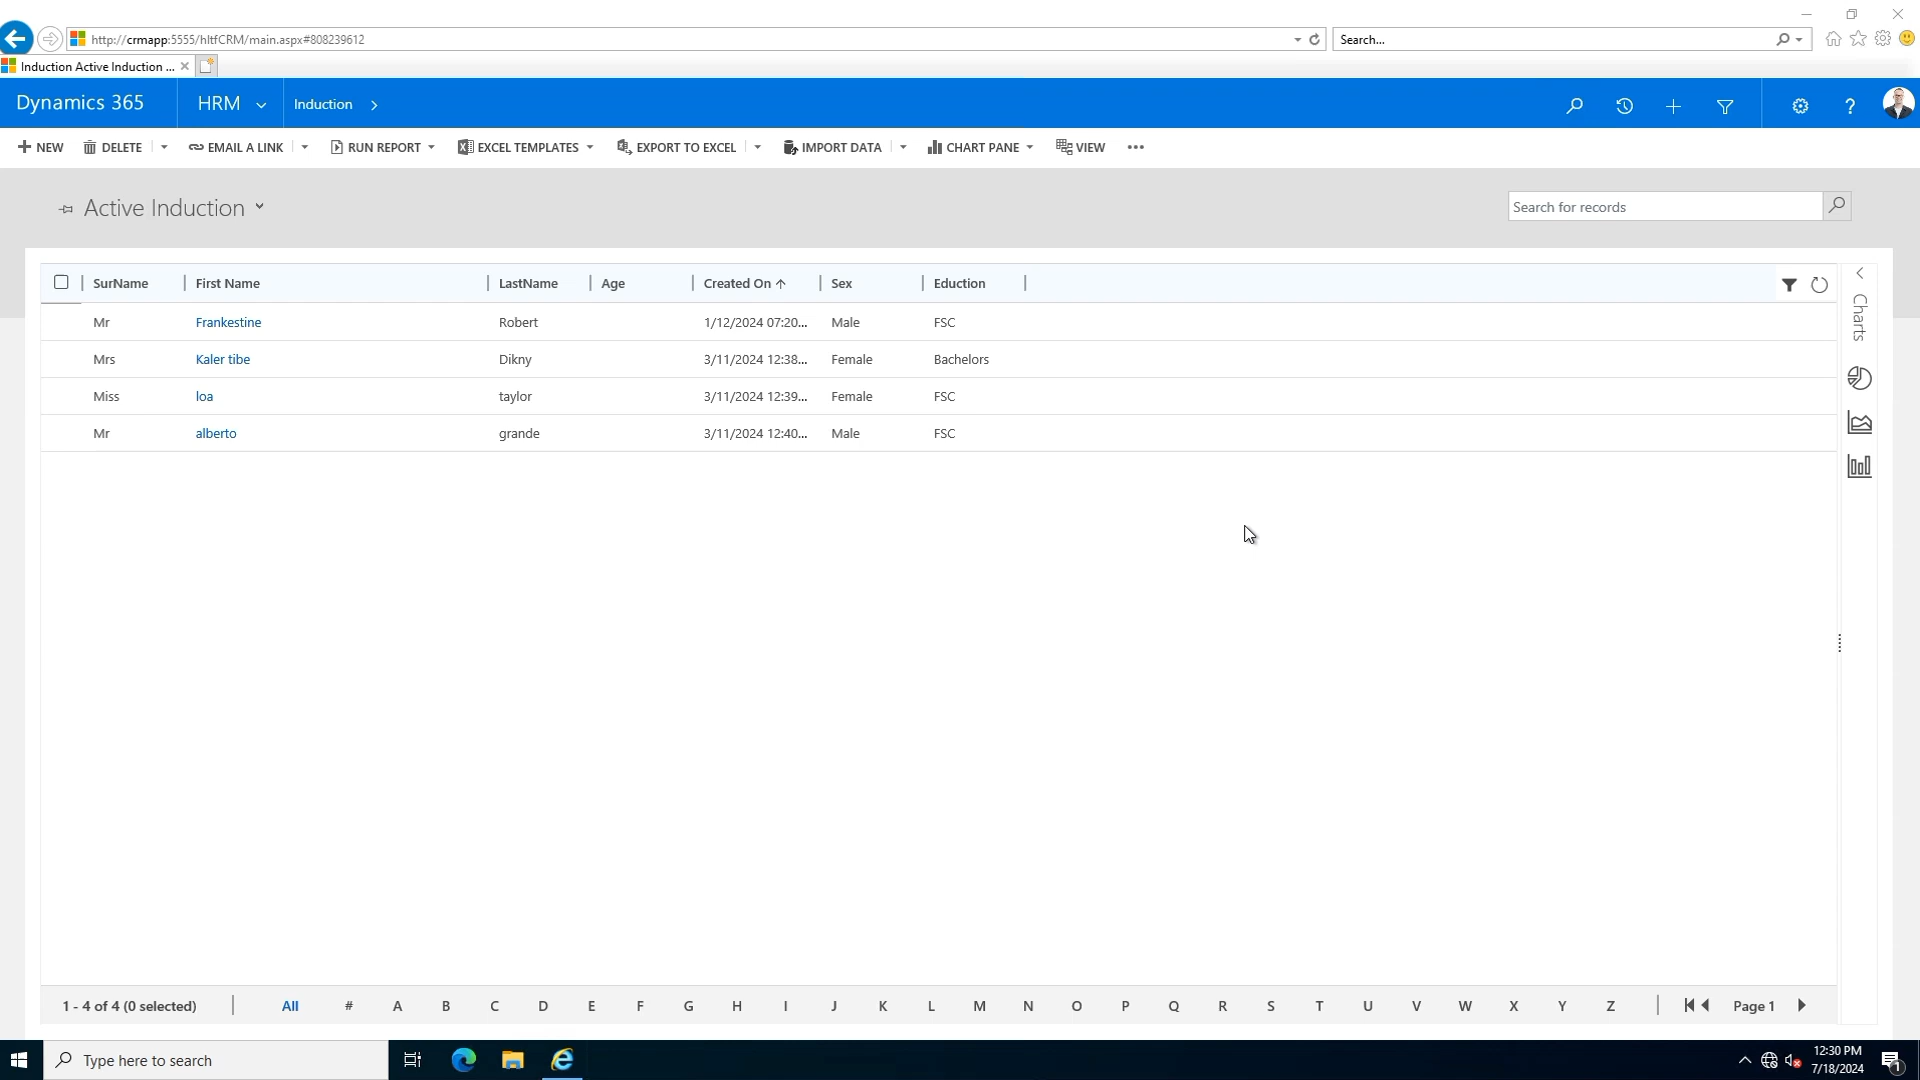 http://crmapp:5555/hltfCRM/main.aspx#808239612
Search...
Induction Active Induction ...
Dynamics 365
HRM
Induction
NEW
DELETE
EMAIL A LINK
RUN REPORT
EXCEL TEMPLATES
EXPORT TO EXCEL
IMPORT DATA
CHART PANE
VIEW
Active Induction
Search for records
SurName First Name LastName Age Created On Sex Eduction
Mr Frankestine Robert 1/12/2024 07:20... Male FSC
Mrs Kaler tibe Dikny 3/11/2024 12:38... Female Bachelors
Miss loa taylor 3/11/2024 12:39... Female FSC
Mr alberto grande 3/11/2024 12:40... Male FSC
Charts
1 - 4 of 4 (0 selected) All # A B C D E F G H I J K L M N O P Q R S T U V W X Y Z Page 1
Type here to search
12:30 PM
7/18/2024
1